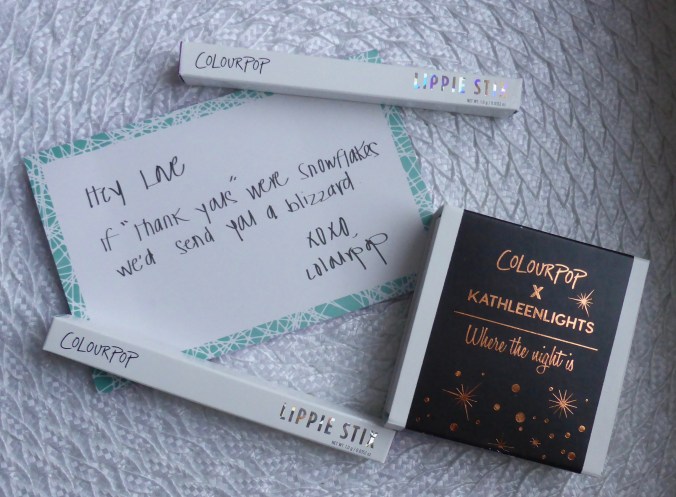 COLOURPOP
LIPPIE STIX
Hey Love
If "Thank yous" were snowflakes
we'd send you a blizzard
xoxo,
colourpop
COLOURPOP
X
KATHLEENLIGHTS
Where the night is
COLOURPOP
LIPPIE STIX